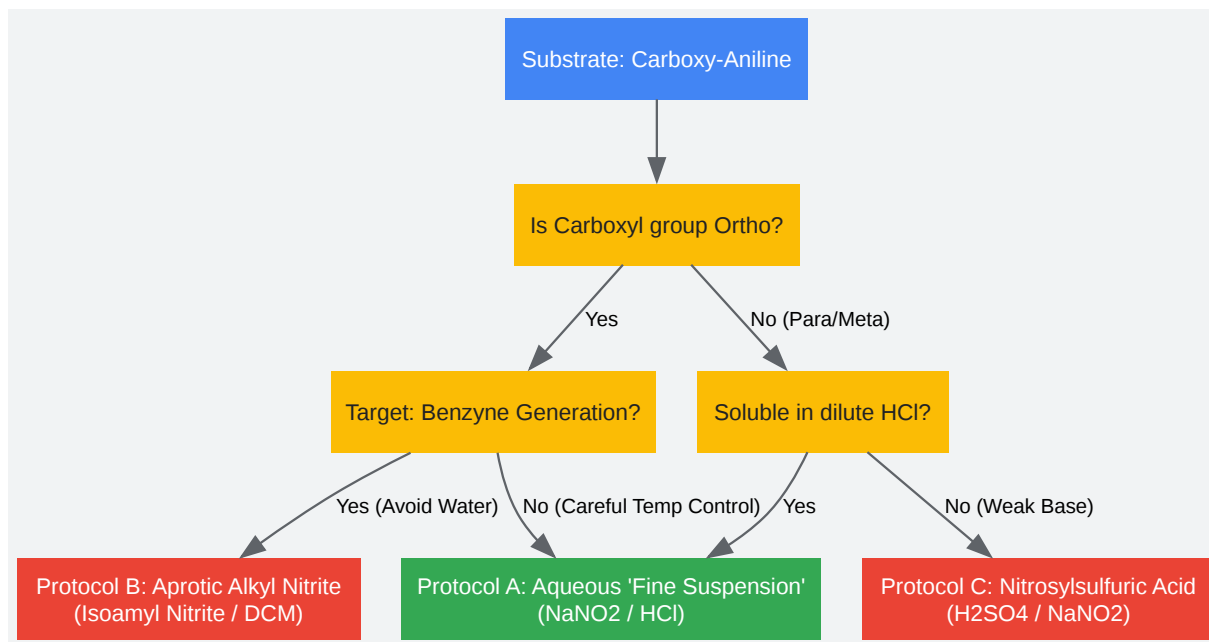 Substrate: Carboxy-Aniline
Is Carboxyl group Ortho?
Yes
No (Para/Meta)
Target: Benzyne Generation?
Soluble in dilute HCl?
Yes (Avoid Water)
No (Careful Temp Control)
Yes
No (Weak Base)
Protocol B: Aprotic Alkyl Nitrite
(Isoamyl Nitrite / DCM)
Protocol A: Aqueous 'Fine Suspension'
(NaNO2 / HCl)
Protocol C: Nitrosylsulfuric Acid
(H2SO4 / NaNO2)